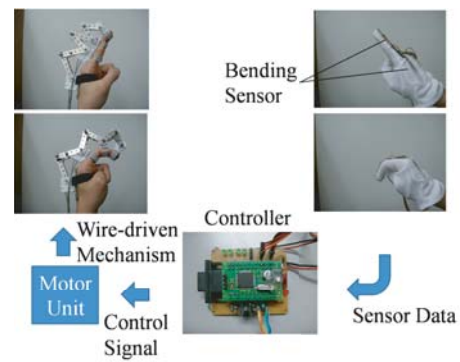 Bending
Sensor
Controller
Wire-driven
Mechanism
Motor
Unit
Control
Signal
Sensor Data